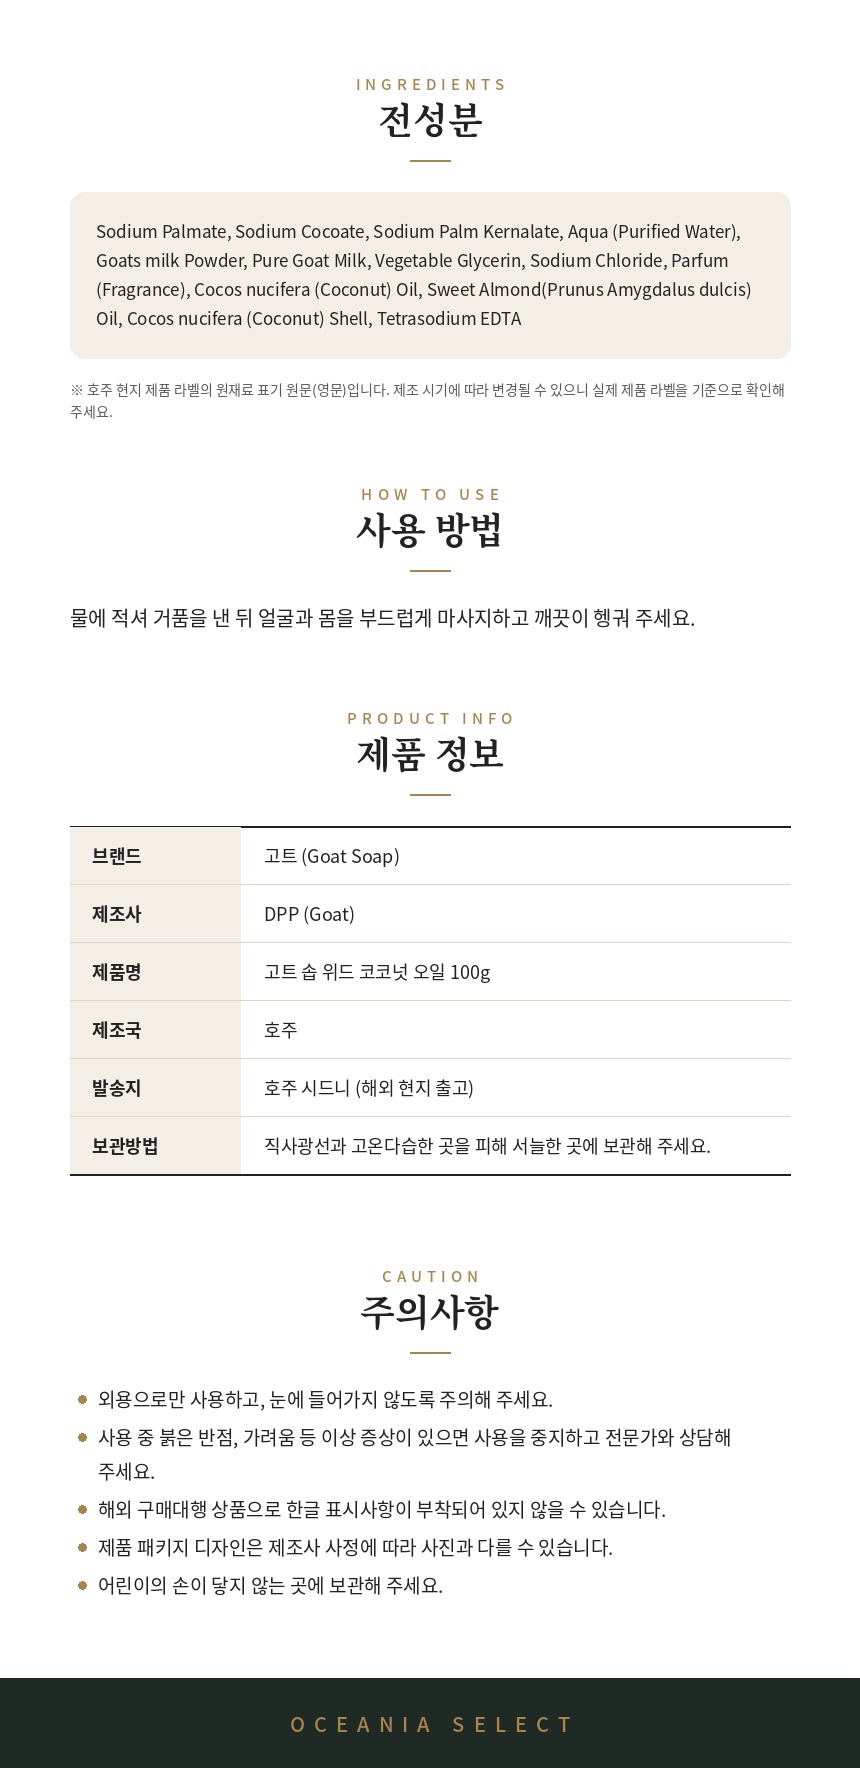 INGREDIENTS
전성분
Sodium Palmate, Sodium Cocoate, Sodium Palm Kernalate, Aqua (Purified Water),
Goats milk Powder, Pure Goat Milk, Vegetable Glycerin, Sodium Chloride, Parfum
(Fragrance), Cocos nucifera (Coconut) Oil, Sweet Almond(Prunus Amygdalus dulcis)
Oil, Cocos nucifera (Coconut) Shell, Tetrasodium EDTA
※ 호주 현지 제품 라벨의 원재료 표기 원문(영문)입니다. 제조 시기에 따라 변경될 수 있으니 실제 제품 라벨을 기준으로 확인해
주세요.
HOW TO USE
사용 방법
물에 적셔 거품을 낸 뒤 얼굴과 몸을 부드럽게 마사지하고 깨끗이 헹궈 주세요.
PRODUCT INFO
제품 정보
브랜드 고트 (Goat Soap)
제조사 DPP (Goat)
제품명 고트 솝 위드 코코넛 오일 100g
제조국 호주
발송지 호주 시드니 (해외 현지 출고)
보관방법 직사광선과 고온다습한 곳을 피해 서늘한 곳에 보관해 주세요.
CAUTION
주의사항
외용으로만 사용하고, 눈에 들어가지 않도록 주의해 주세요.
사용 중 붉은 반점, 가려움 등 이상 증상이 있으면 사용을 중지하고 전문가와 상담해
주세요.
해외 구매대행 상품으로 한글 표시사항이 부착되어 있지 않을 수 있습니다.
제품 패키지 디자인은 제조사 사정에 따라 사진과 다를 수 있습니다.
어린이의 손이 닿지 않는 곳에 보관해 주세요.
OCEANIA SELECT